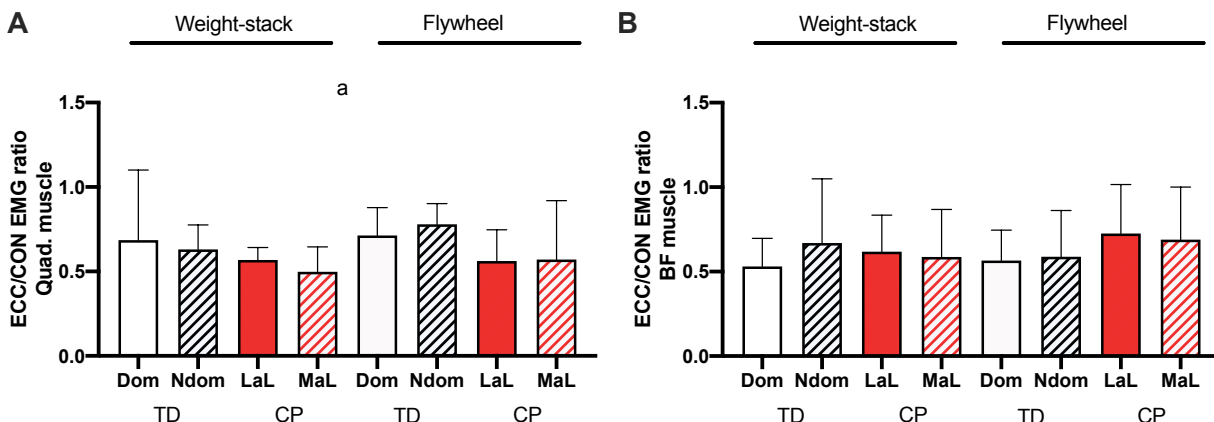 A
Weight-stack Flywheel
a
ECC/CON EMG ratio
Quad. muscle
1.5
1.0
0.5
0.0
Dom Ndom LaL MaL Dom Ndom LaL MaL
TD CP TD CP
B
Weight-stack Flywheel
ECC/CON EMG ratio
BF muscle
1.5
1.0
0.5
0.0
Dom Ndom LaL MaL Dom Ndom LaL MaL
TD CP TD CP